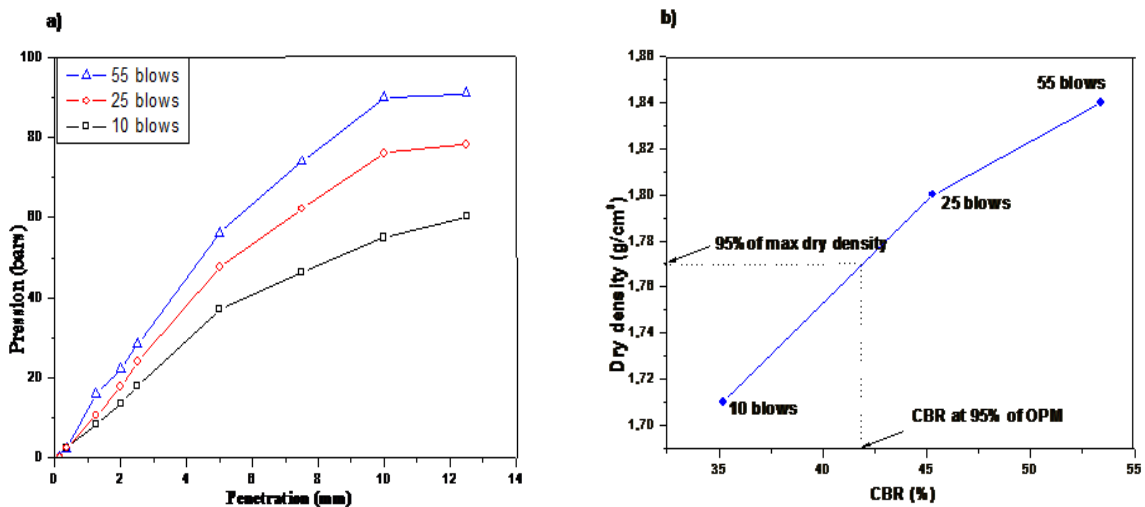 a)
100
80
60
40
20
0
0 2 4 6 8 10 12 14
Pression (bars)
Penetration (mm)
55 blows
25 blows
10 blows
b)
1,86
1,84
1,82
1,80
1,78
1,76
1,74
1,72
1,70
35 40 45 50 55
Dry density (g/cm³)
CBR (%)
55 blows
25 blows
95% of max dry density
10 blows
CBR at 95% of OPM